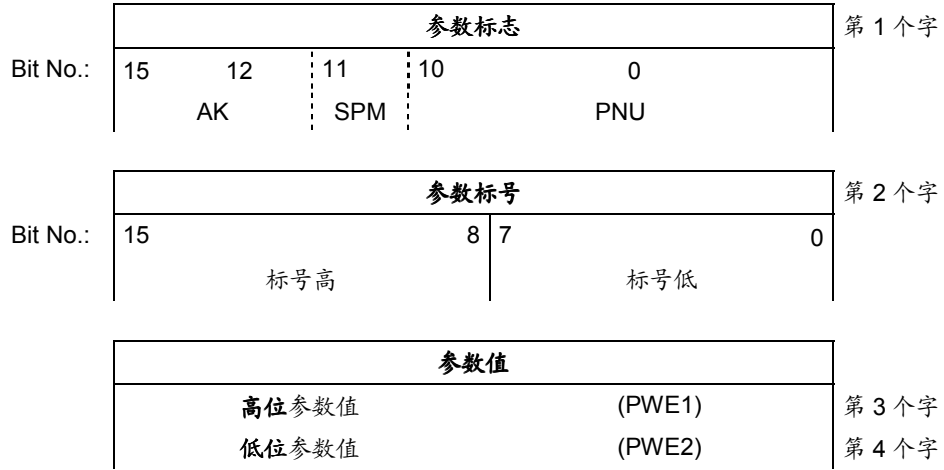 参数标志 第 1 个字
Bit No.: 15 12 11 10 0
AK SPM PNU
参数标号 第 2 个字
Bit No.: 15 8 7 0
标号高 标号低
参数值
高位参数值 (PWE1) 第 3 个字
低位参数值 (PWE2) 第 4 个字